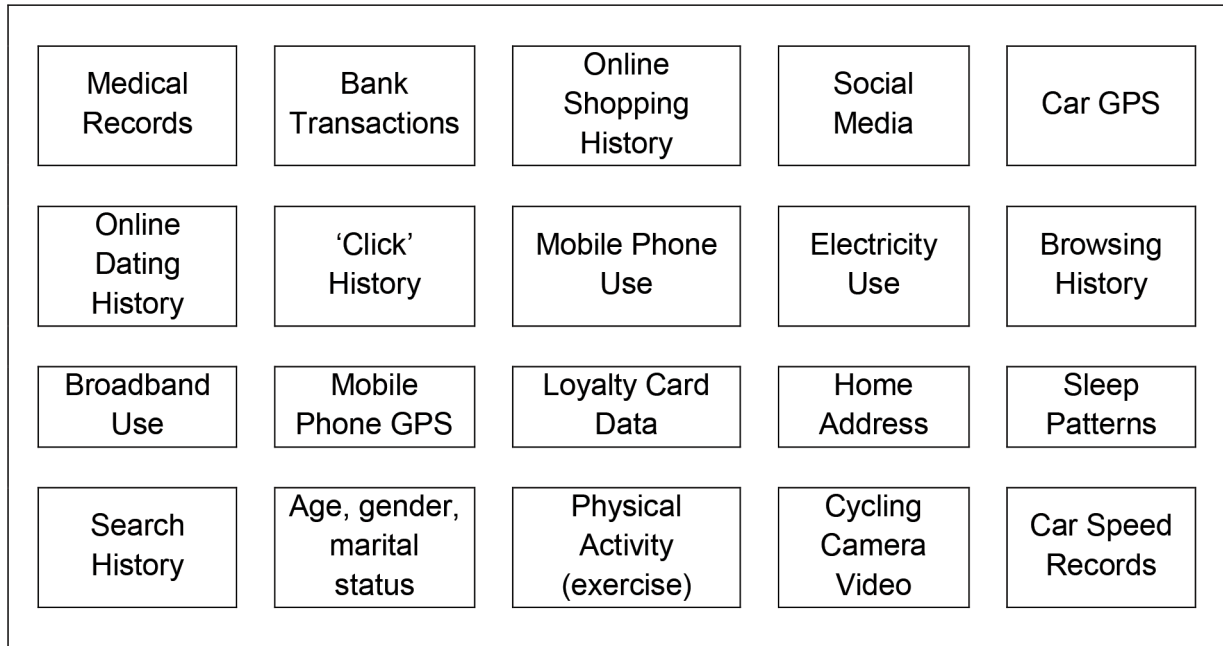 Medical
Records
Bank
Transactions
Online
Shopping
History
Social
Media
Car GPS
Online
Dating
History
‘Click’
History
Mobile Phone
Use
Electricity
Use
Browsing
History
Broadband
Use
Mobile
Phone GPS
Loyalty Card
Data
Home
Address
Sleep
Patterns
Search
History
Age, gender,
marital
status
Physical
Activity
(exercise)
Cycling
Camera
Video
Car Speed
Records